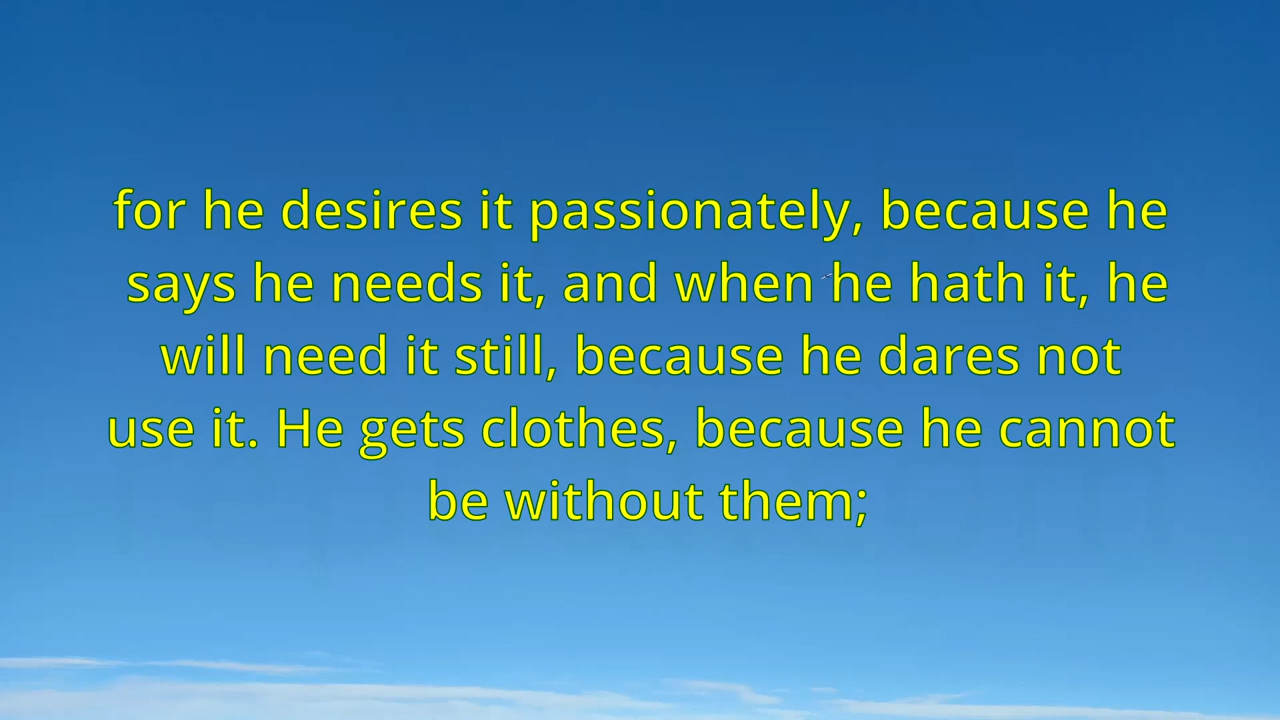 for he desires it passionately, because he
says he needs it, and when he hath it, he
will need it still, because he dares not
use it. He gets clothes, because he cannot
be without them;